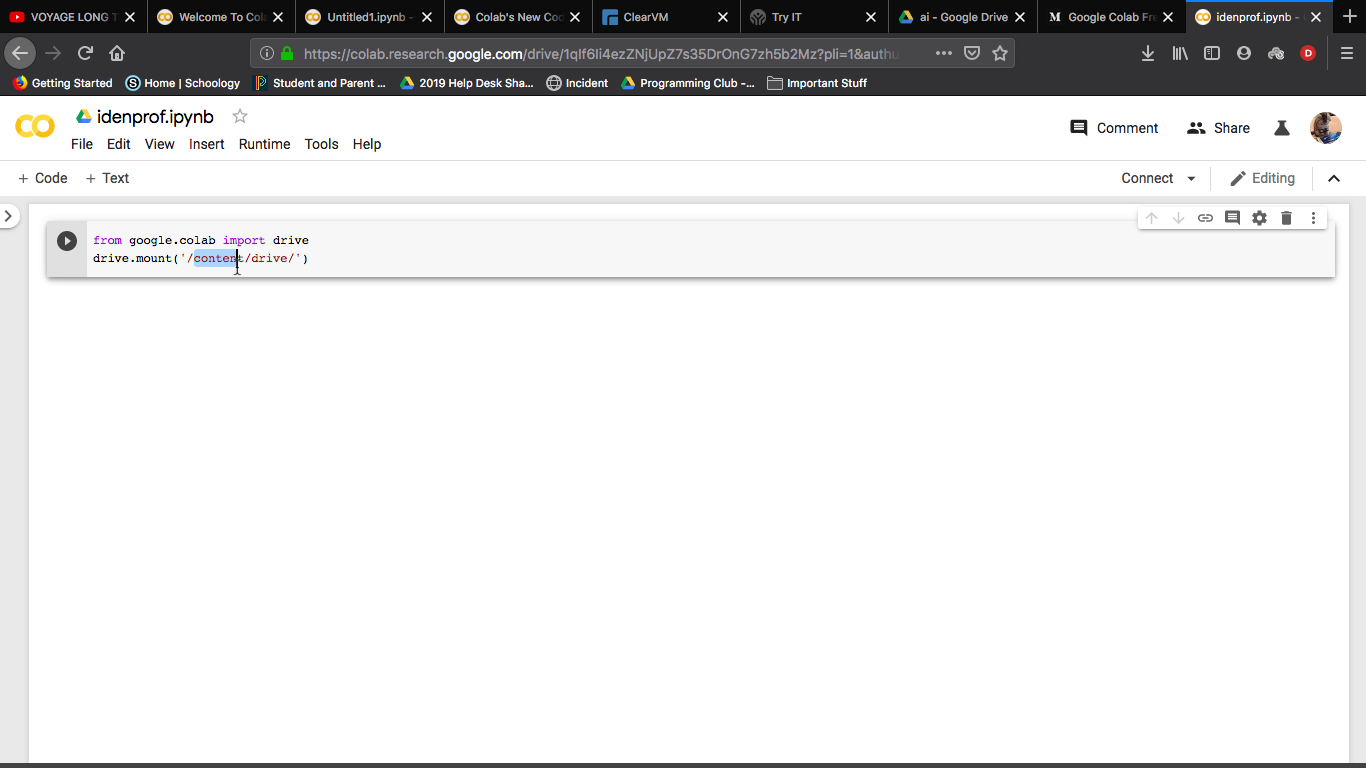 VOYAGE LONG T
Welcome To Col
Untitled1.ipynb -
Colab's New Co
ClearVM
Try IT
ai - Google Drive
Google Colab Fre
idenprof.ipynb -
https://colab.research.google.com/drive/1qIf6li4ezZNjUpZ7s35DrOnG7zh5b2Mz?pli=1&authu
D
Getting Started
Home | Schoology
Student and Parent ...
2019 Help Desk Sha...
Incident
Programming Club -...
Important Stuff
idenprof.ipynb
File Edit View Insert Runtime Tools Help
Comment
Share
+ Code + Text
Connect
Editing
from google.colab import drive
drive.mount('/content/drive/')